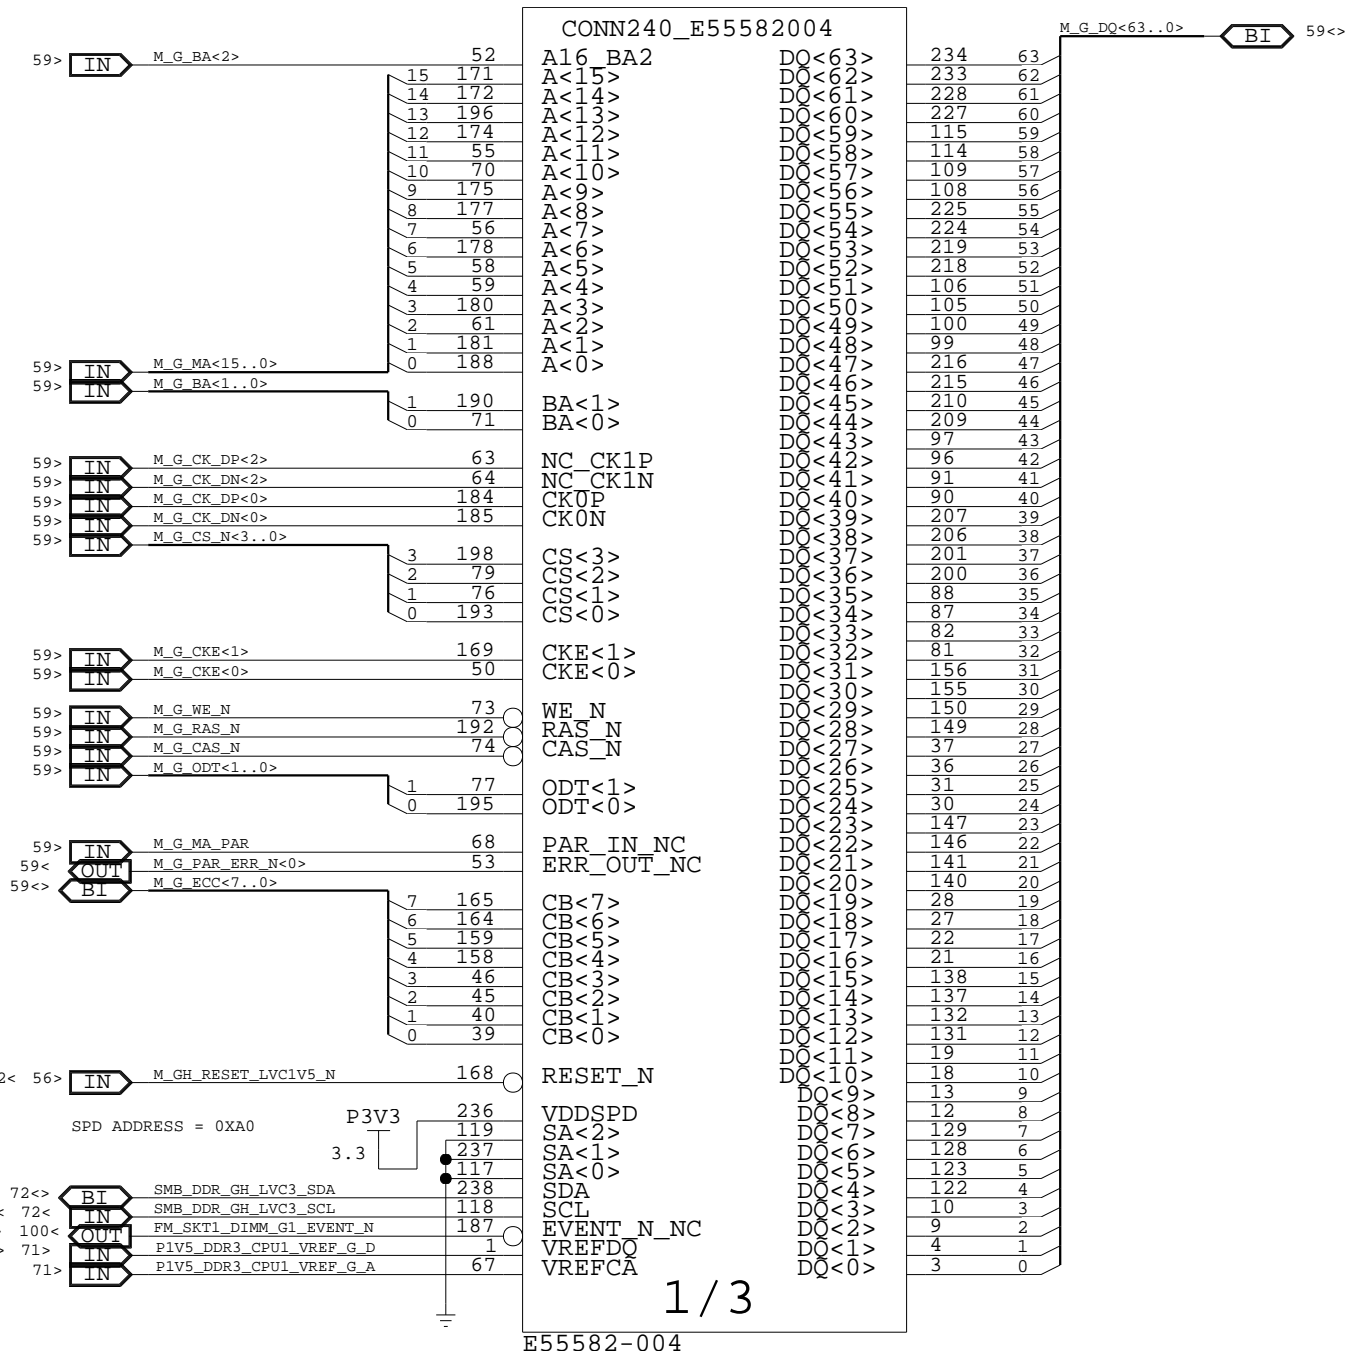 CONN240_E55582004
M_G_DQ<63..0> BI 59<>
59> IN M_G_BA<2> 52 A16_BA2 DQ<63> 234 63
15 171 A<15> DQ<62> 233 62
14 172 A<14> DQ<61> 228 61
13 196 A<13> DQ<60> 227 60
12 174 A<12> DQ<59> 115 59
11 55 A<11> DQ<58> 114 58
10 70 A<10> DQ<57> 109 57
9 175 A<9> DQ<56> 108 56
8 177 A<8> DQ<55> 225 55
7 56 A<7> DQ<54> 224 54
6 178 A<6> DQ<53> 219 53
5 58 A<5> DQ<52> 218 52
4 59 A<4> DQ<51> 106 51
3 180 A<3> DQ<50> 105 50
2 61 A<2> DQ<49> 100 49
1 181 A<1> DQ<48> 99 48
59> IN M_G_MA<15..0> 0 188 A<0> DQ<47> 216 47
59> IN M_G_BA<1..0> DQ<46> 215 46
1 190 BA<1> DQ<45> 210 45
0 71 BA<0> DQ<44> 209 44
DQ<43> 97 43
59> IN M_G_CK_DP<2> 63 NC_CK1P DQ<42> 96 42
59> IN M_G_CK_DN<2> 64 NC_CK1N DQ<41> 91 41
59> IN M_G_CK_DP<0> 184 CK0P DQ<40> 90 40
59> IN M_G_CK_DN<0> 185 CK0N DQ<39> 207 39
59> IN M_G_CS_N<3..0> DQ<38> 206 38
3 198 CS<3> DQ<37> 201 37
2 79 CS<2> DQ<36> 200 36
1 76 CS<1> DQ<35> 88 35
0 193 CS<0> DQ<34> 87 34
DQ<33> 82 33
59> IN M_G_CKE<1> 169 CKE<1> DQ<32> 81 32
59> IN M_G_CKE<0> 50 CKE<0> DQ<31> 156 31
DQ<30> 155 30
59> IN M_G_WE_N 73 WE_N DQ<29> 150 29
59> IN M_G_RAS_N 192 RAS_N DQ<28> 149 28
59> IN M_G_CAS_N 74 CAS_N DQ<27> 37 27
59> IN M_G_ODT<1..0> DQ<26> 36 26
1 77 ODT<1> DQ<25> 31 25
0 195 ODT<0> DQ<24> 30 24
DQ<23> 147 23
59> IN M_G_MA_PAR 68 PAR_IN_NC DQ<22> 146 22
59< OUT M_G_PAR_ERR_N<0> 53 ERR_OUT_NC DQ<21> 141 21
59<> BI M_G_ECC<7..0> DQ<20> 140 20
7 165 CB<7> DQ<19> 28 19
6 164 CB<6> DQ<18> 27 18
5 159 CB<5> DQ<17> 22 17
4 158 CB<4> DQ<16> 21 16
3 46 CB<3> DQ<15> 138 15
2 45 CB<2> DQ<14> 137 14
1 40 CB<1> DQ<13> 132 13
0 39 CB<0> DQ<12> 131 12
DQ<11> 19 11
2< 56> IN M_GH_RESET_LVC1V5_N 168 RESET_N DQ<10> 18 10
DQ<9> 13 9
P3V3 236 VDDSPD DQ<8> 12 8
SPD ADDRESS = 0XA0 119 SA<2> DQ<7> 129 7
3.3 237 SA<1> DQ<6> 128 6
117 SA<0> DQ<5> 123 5
72<> BI SMB_DDR_GH_LVC3_SDA 238 SDA DQ<4> 122 4
< 72< IN SMB_DDR_GH_LVC3_SCL 118 SCL DQ<3> 10 3
100< OUT FM_SKT1_DIMM_G1_EVENT_N 187 EVENT_N_NC DQ<2> 9 2
> 71> IN P1V5_DDR3_CPU1_VREF_G_D 1 VREFDQ DQ<1> 4 1
71> IN P1V5_DDR3_CPU1_VREF_G_A 67 VREFCA DQ<0> 3 0
1/3
E55582-004